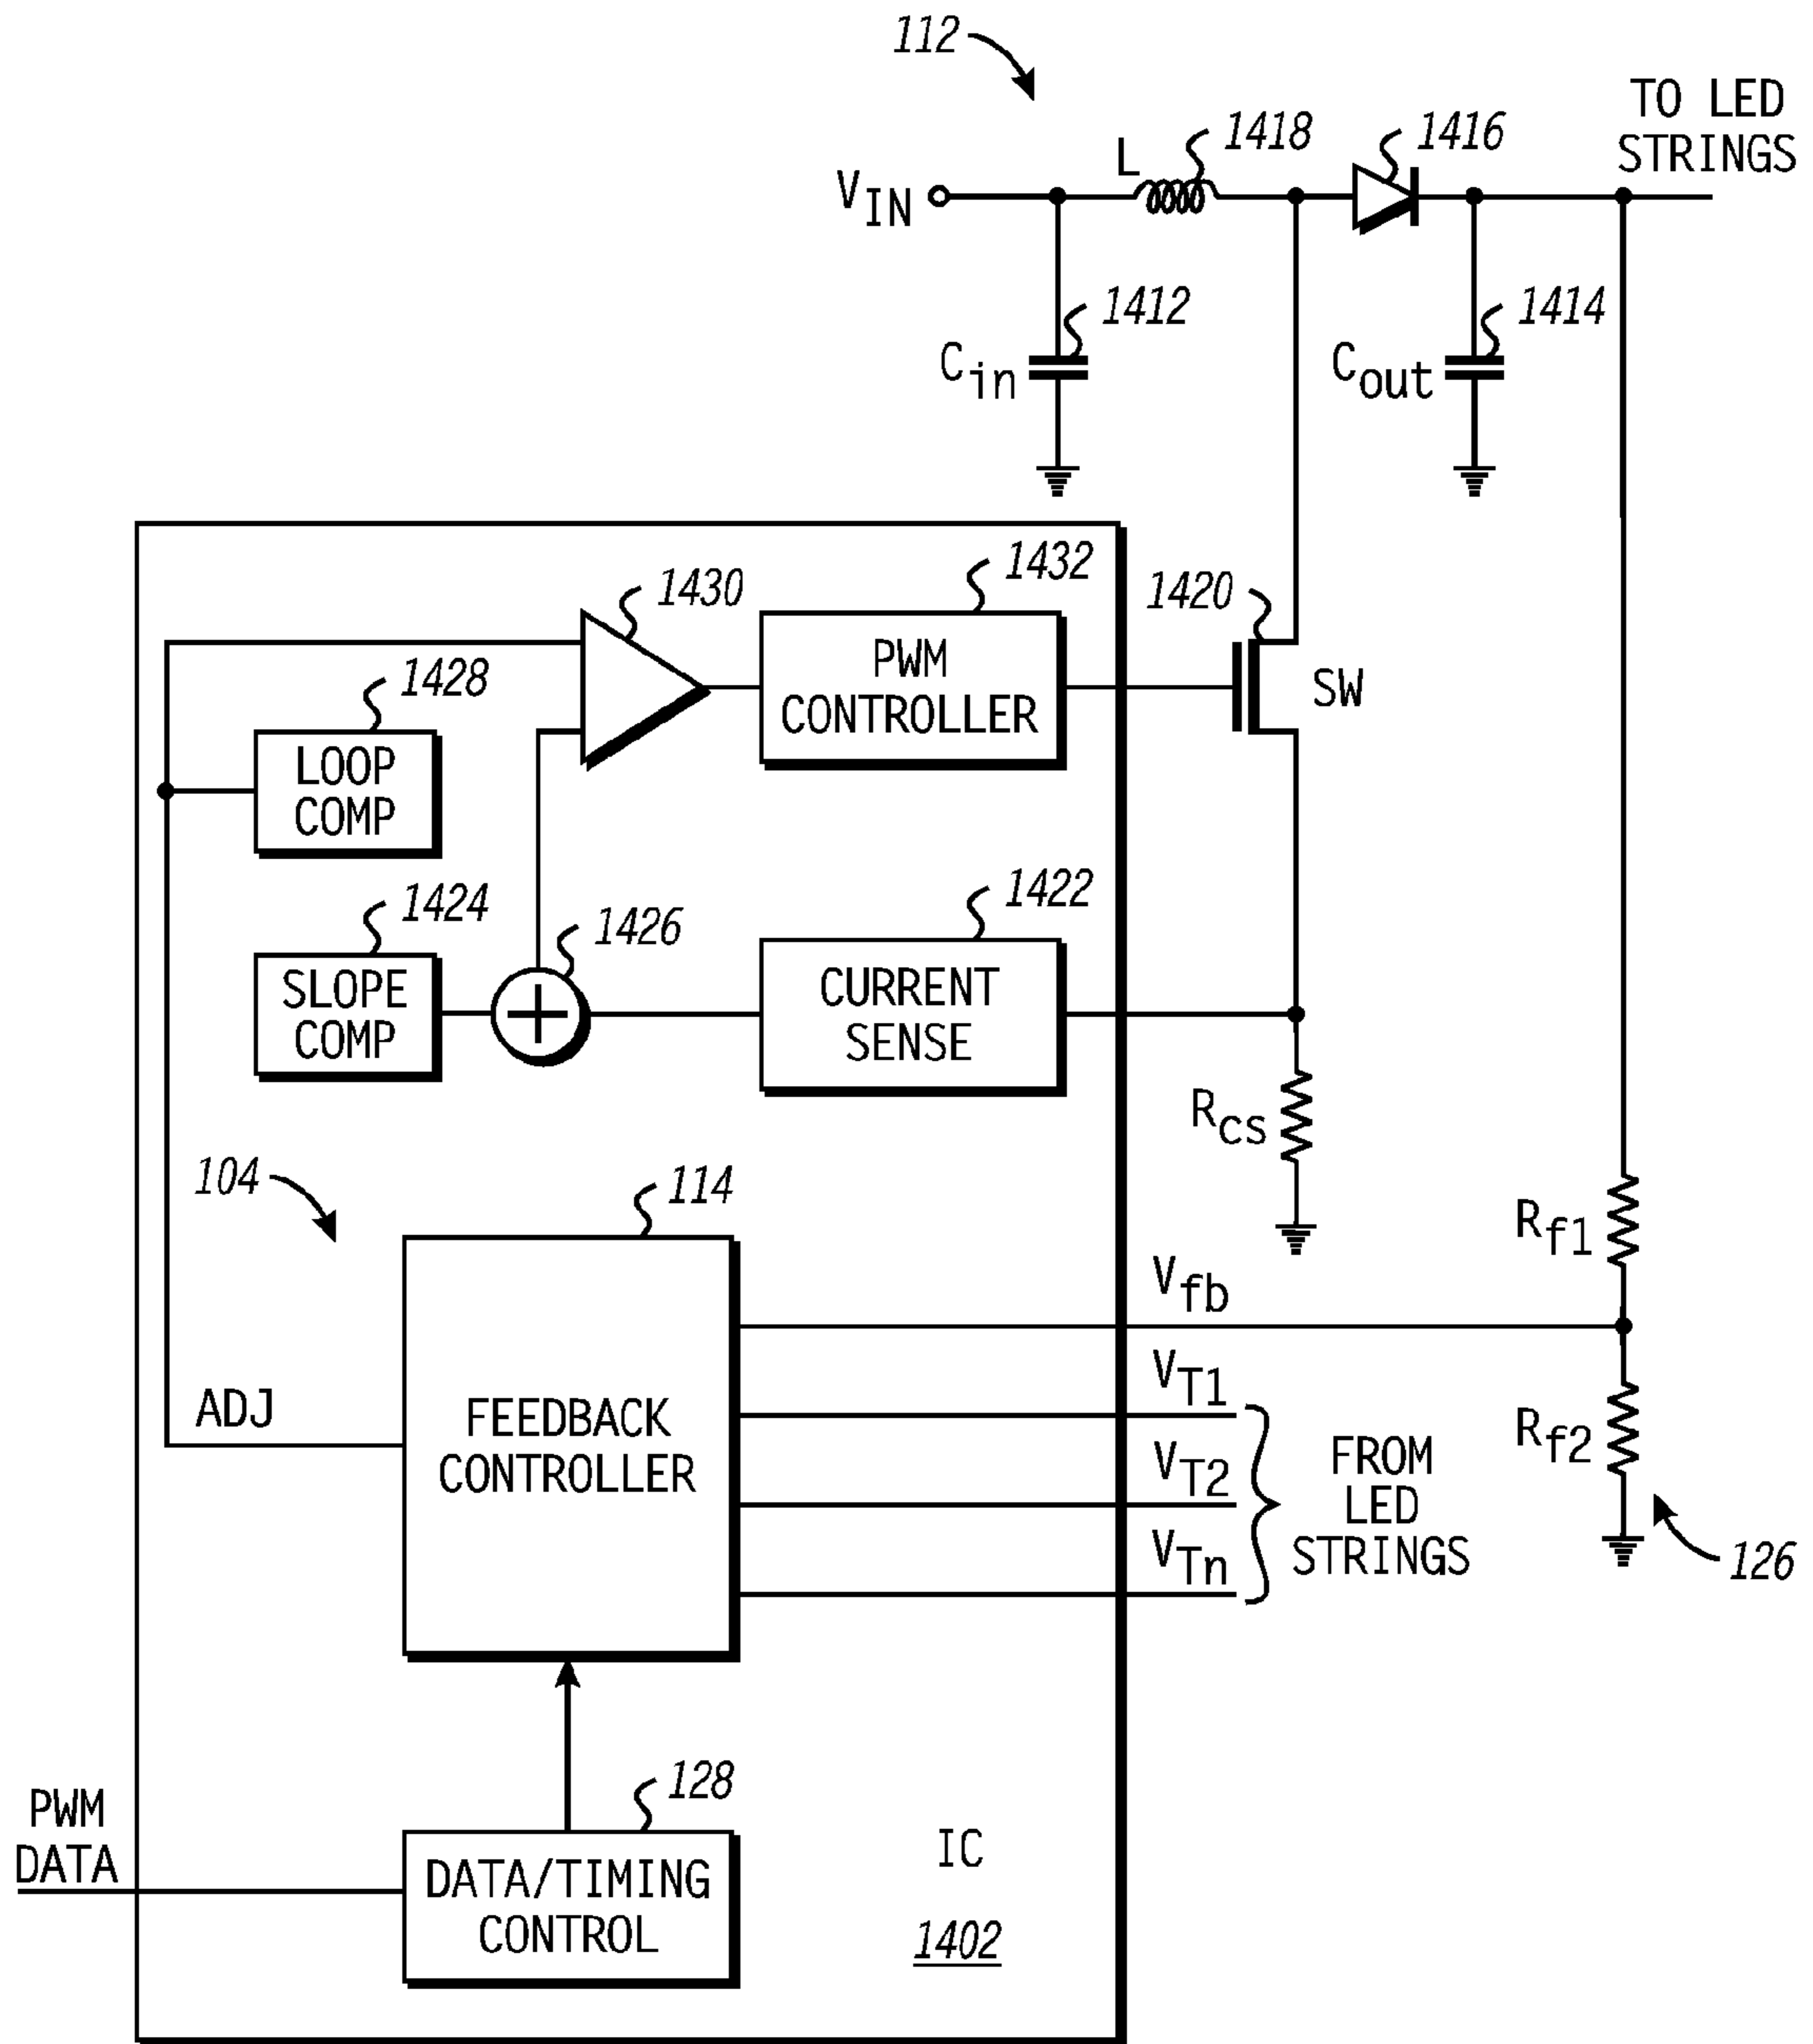 112
TO LED
STRINGS
L
1418
1416
VIN
1412
1414
Cin
Cout
1430
1432
1420
PWM
CONTROLLER
SW
1428
LOOP
COMP
1424
1426
1422
SLOPE
COMP
CURRENT
SENSE
Rcs
104
114
Rf1
Vfb
VT1
ADJ
FEEDBACK
CONTROLLER
VT2
VTn
FROM
LED
STRINGS
Rf2
126
128
PWM
DATA
DATA/TIMING
CONTROL
IC
1402